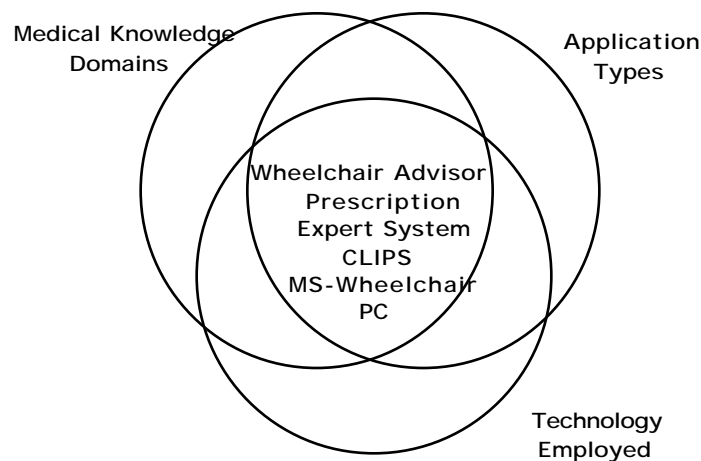 Medical Knowledge
Domains
Application
Types
Wheelchair Advisor
Prescription
Expert System
CLIPS
MS-Wheelchair
PC
Technology
Employed